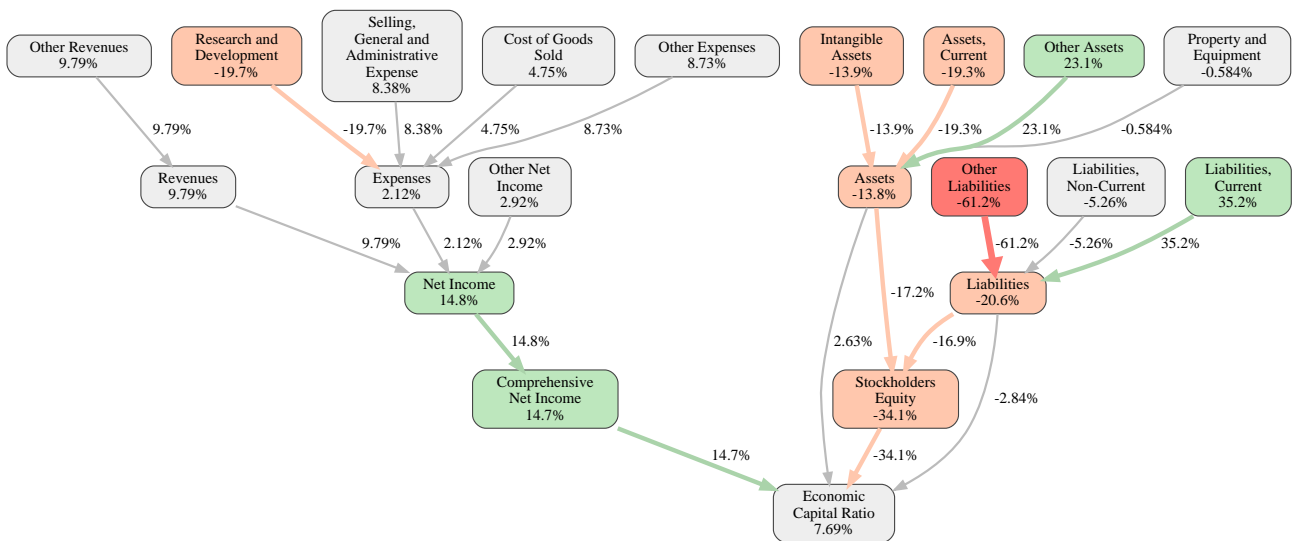 Other Revenues
9.79%
Research and
Development
-19.7%
Selling,
General and
Administrative
Expense
8.38%
Cost of Goods
Sold
4.75%
Other Expenses
8.73%
Intangible
Assets
-13.9%
Assets,
Current
-19.3%
Other Assets
23.1%
Property and
Equipment
-0.584%
9.79%
-19.7%
8.38%
4.75%
8.73%
-13.9%
-19.3%
23.1%
-0.584%
Revenues
9.79%
Expenses
2.12%
Other Net
Income
2.92%
Assets
-13.8%
Other
Liabilities
-61.2%
Liabilities,
Non-Current
-5.26%
Liabilities,
Current
35.2%
9.79%
2.12%
2.92%
-61.2%
-5.26%
35.2%
Net Income
14.8%
-17.2%
Liabilities
-20.6%
14.8%
2.63%
-16.9%
Comprehensive
Net Income
14.7%
Stockholders
Equity
-34.1%
-2.84%
14.7%
-34.1%
Economic
Capital Ratio
7.69%